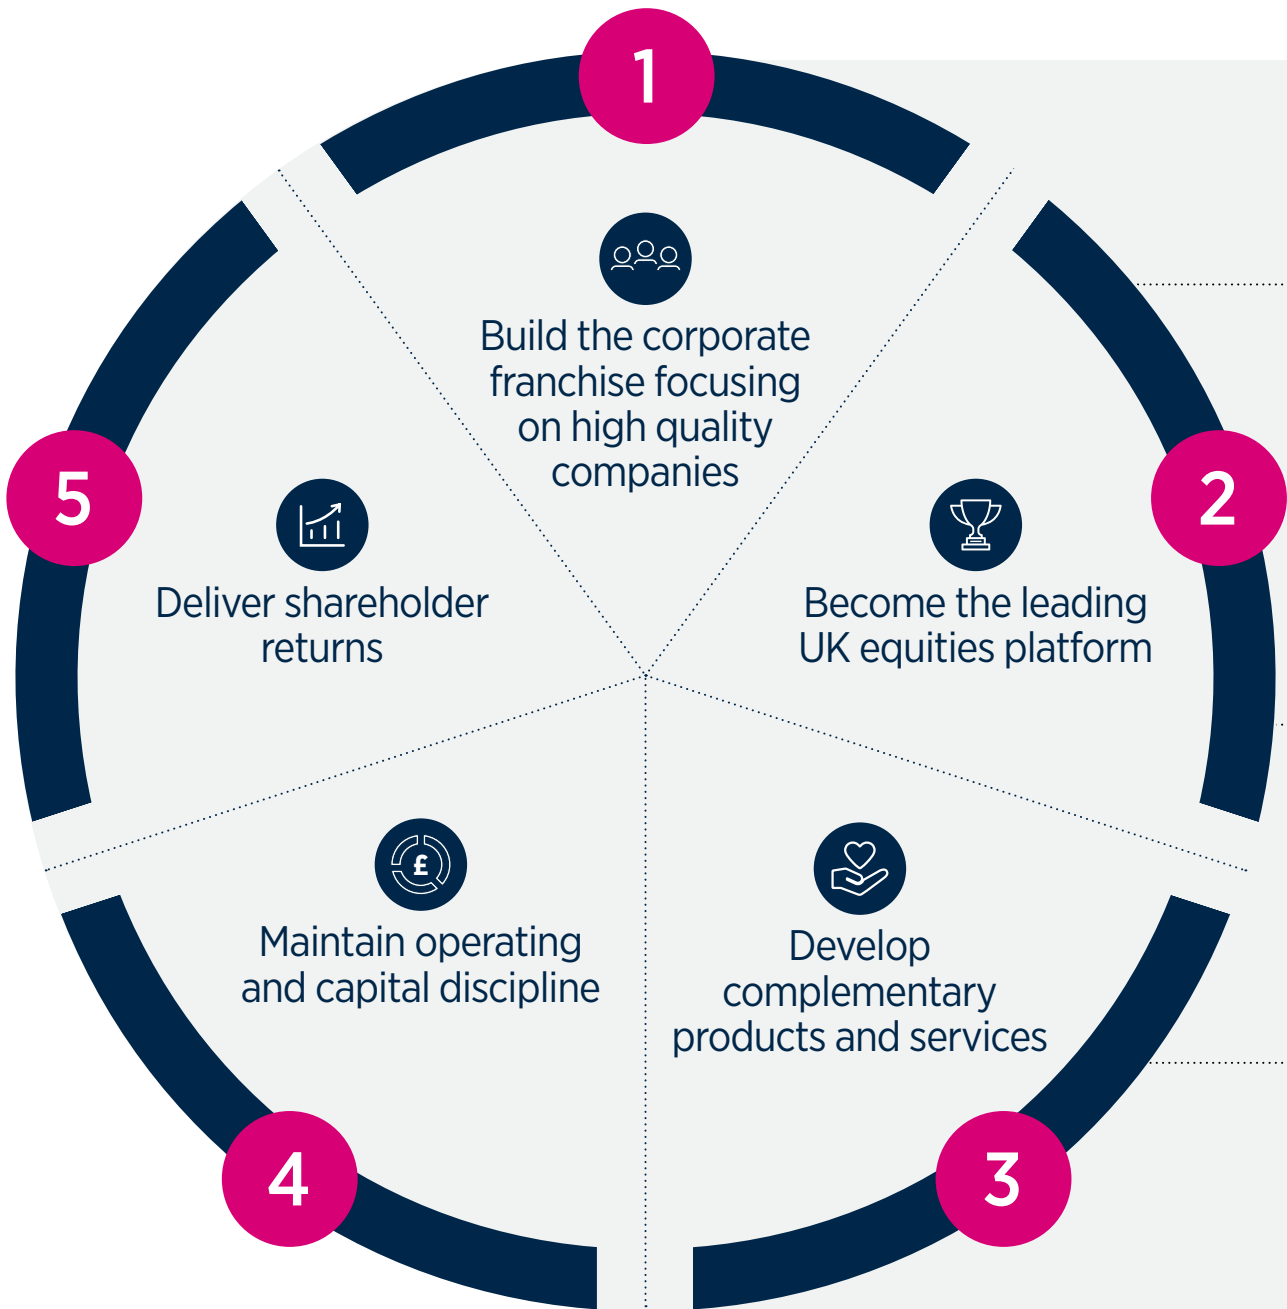 1
Build the corporate
franchise focusing
on high quality
companies
2
Become the leading
UK equities platform
3
Develop
complementary
products and services
4
£
Maintain operating
and capital discipline
5
Deliver shareholder
returns